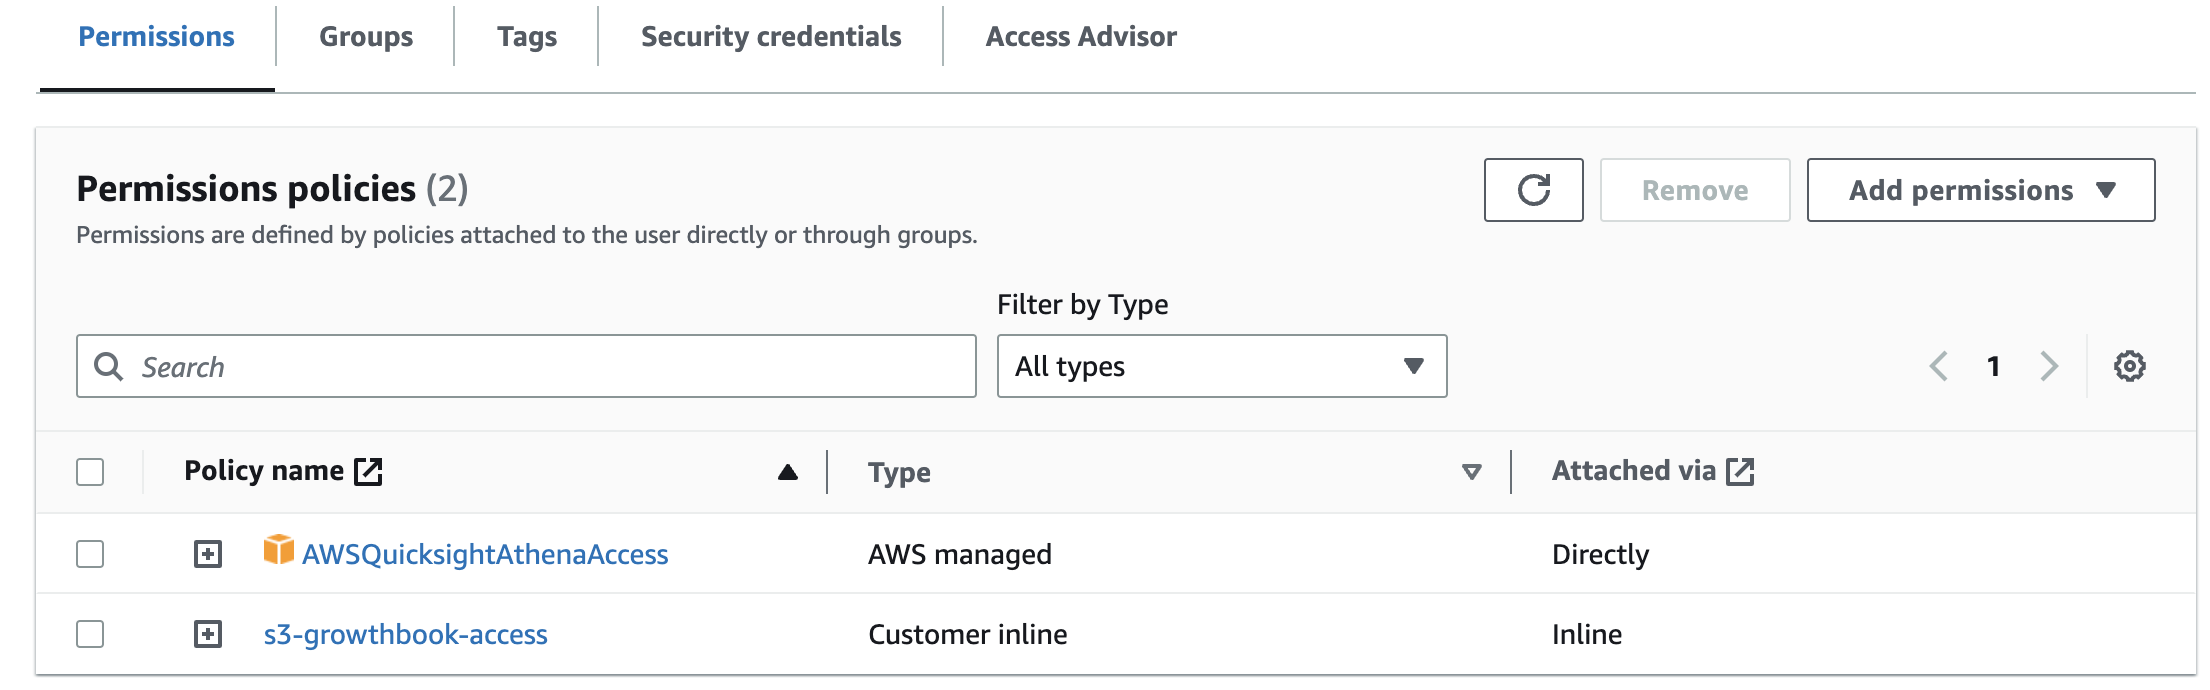 Permissions Groups Tags Security credentials Access Advisor
Permissions policies (2)
Remove
Add permissions
Permissions are defined by policies attached to the user directly or through groups.
Filter by Type
Search
All types
1
Policy name
Type
Attached via
AWSQuicksightAthenaAccess
AWS managed
Directly
s3-growthbook-access
Customer inline
Inline